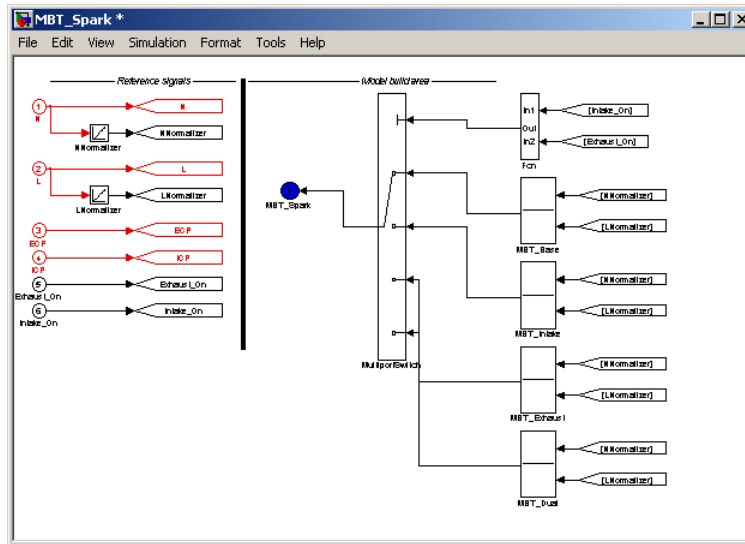 MBT_Spark *
File Edit View Simulation Format Tools Help
Reference signals
Model build area
1
N
N
NNormalizer
NNormalizer
2
L
L
LNormalizer
LNormalizer
3
ECP
ECP
4
ICP
ICP
5
Exhaust_On
Exhaust_On
6
Intake_On
Intake_On
MBT_Spark
MultiportSwitch
In1
Out
In2
Fcn
[Intake_On]
[Exhaust_On]
[NNormalizer]
[LNormalizer]
MBT_Base
[NNormalizer]
[LNormalizer]
MBT_Intake
[NNormalizer]
[LNormalizer]
MBT_Exhaust
[NNormalizer]
[LNormalizer]
MBT_Dual